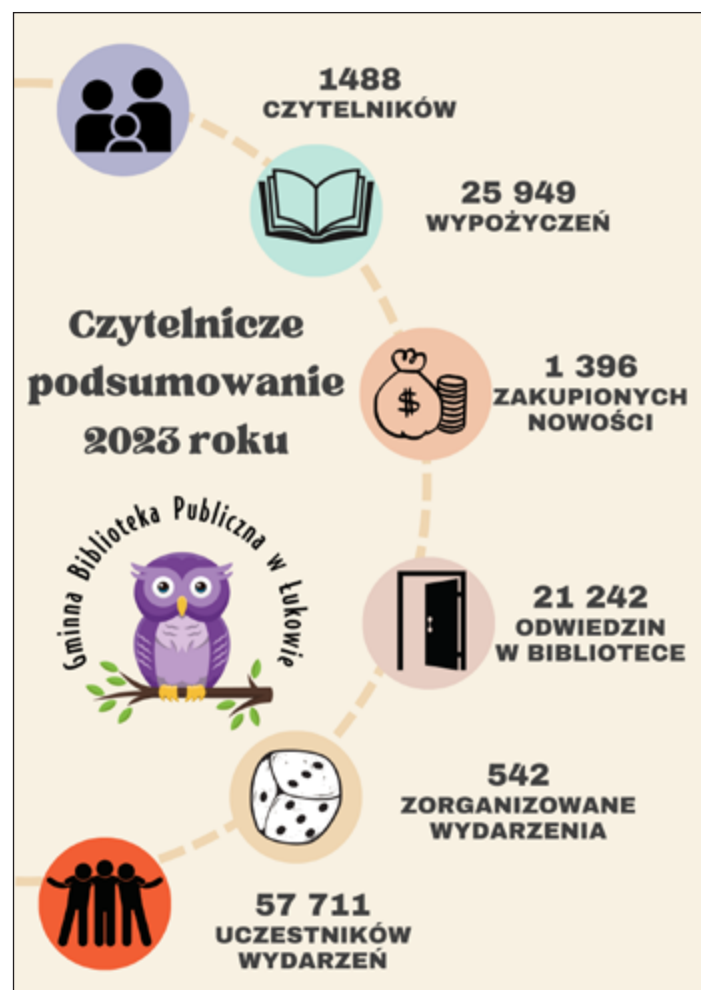 1488
CZYTELNIKÓW
25 949
WYPOŻYCZEŃ
Czytelnicze
podsumowanie
2023 roku
1 396
ZAKUPIONYCH
NOWOŚCI
Gminna Biblioteka Publiczna w Łukowie
21 242
ODWIEDZIN
W BIBLIOTECE
542
ZORGANIZOWANE
WYDARZENIA
57 711
UCZESTNIKÓW
WYDARZEŃ